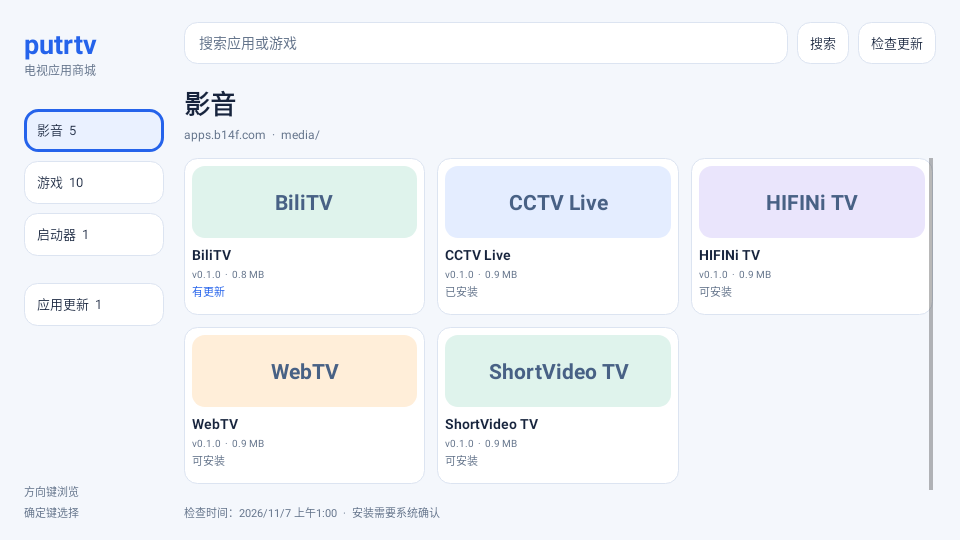 putrtv
电视应用商城
影音 5
游戏 10
启动器 1
应用更新 1
方向键浏览
确定键选择
搜索应用或游戏
搜索
检查更新
影音
apps.b14f.com · media/
BiliTV
BiliTV
v0.1.0 · 0.8 MB
有更新
CCTV Live
CCTV Live
v0.1.0 · 0.9 MB
已安装
HIFINi TV
HIFINi TV
v0.1.0 · 0.9 MB
可安装
WebTV
WebTV
v0.1.0 · 0.9 MB
可安装
ShortVideo TV
ShortVideo TV
v0.1.0 · 0.9 MB
可安装
检查时间：2026/11/7 上午1:00 · 安装需要系统确认